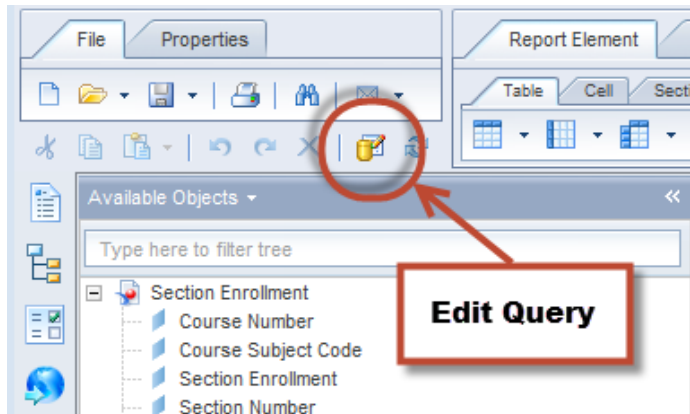 File Properties Report Element
Table Cell Secti
Available Objects
Type here to filter tree
Section Enrollment
Course Number
Edit Query
Course Subject Code
Section Enrollment
Section Number